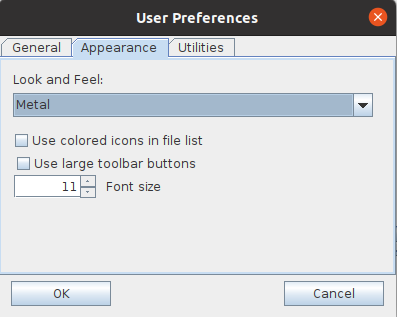 User Preferences
General Appearance Utilities
Look and Feel:
Metal
Use colored icons in file list
Use large toolbar buttons
11 Font size
OK Cancel